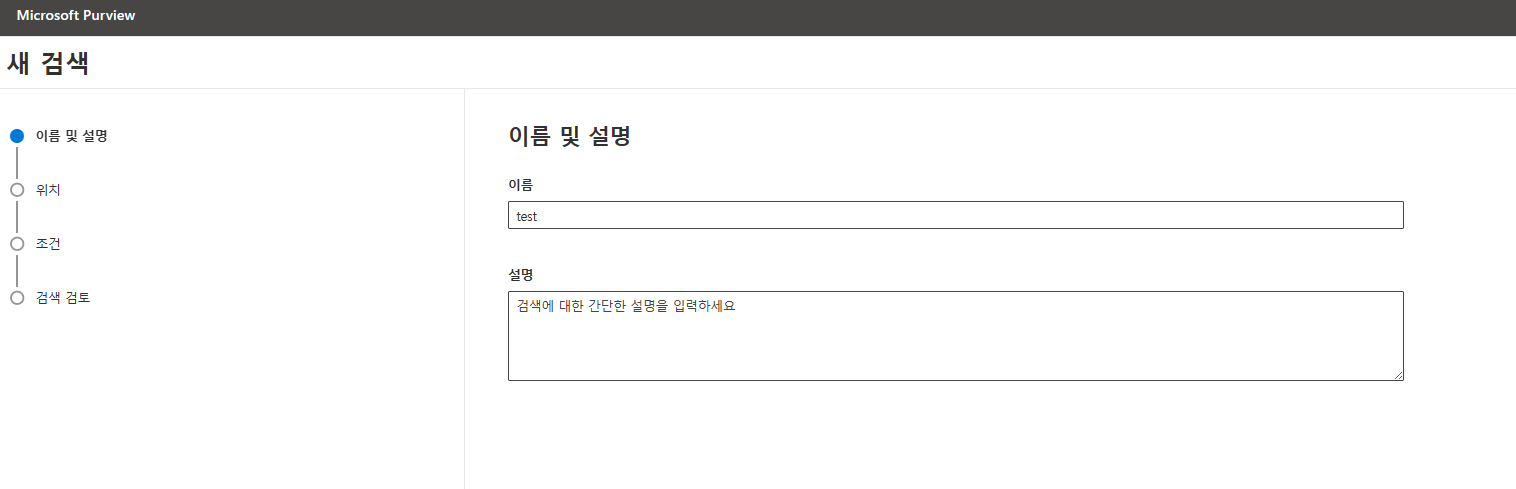 Microsoft Purview
새 검색
이름 및 설명
위치
조건
검색 검토
이름 및 설명
이름
test
설명
검색에 대한 간단한 설명을 입력하세요